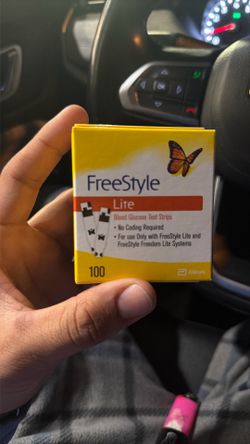 FreeStyle
Lite
Blood Glucose Test Strips
• No Coding Required
• For use Only with FreeStyle Lite and
FreeStyle Freedom Lite Systems
100
Abbott